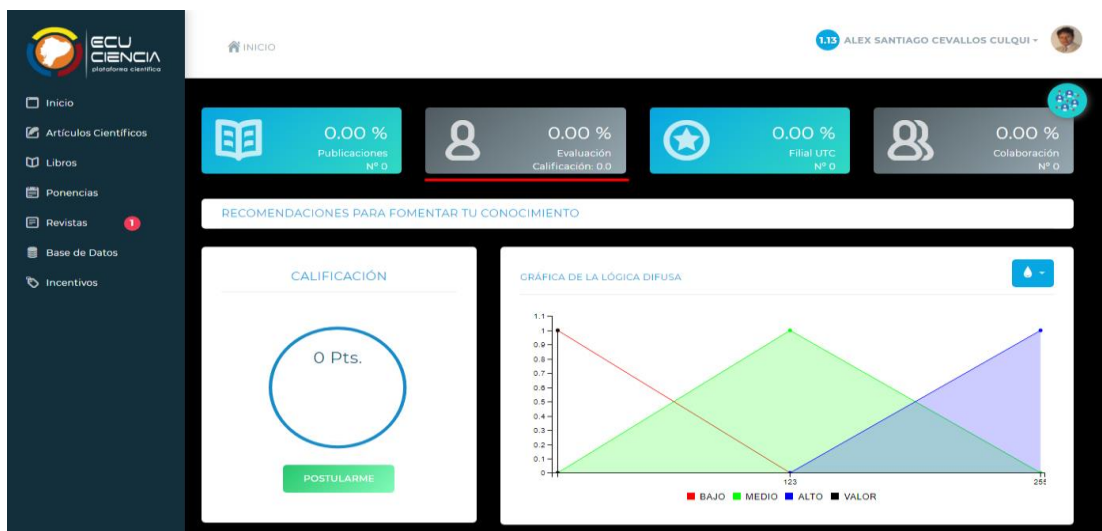 ECU
CIENCIA
plataforma científica
INICIO
1.13 ALEX SANTIAGO CEVALLOS CULQUI
Inicio
Artículos Científicos
Libros
Ponencias
Revistas 1
Base de Datos
Incentivos
0.00 %
Publicaciones
N° 0
0.00 %
Evaluación
Calificación: 0.0
0.00 %
Filial UTC
N° 0
0.00 %
Colaboración
N° 0
RECOMENDACIONES PARA FOMENTAR TU CONOCIMIENTO
CALIFICACIÓN
0 Pts.
POSTULARME
GRÁFICA DE LA LÓGICA DIFUSA
1.1
1
0.9
0.8
0.7
0.6
0.5
0.4
0.3
0.2
0.1
0
123
255
BAJO MEDIO ALTO VALOR